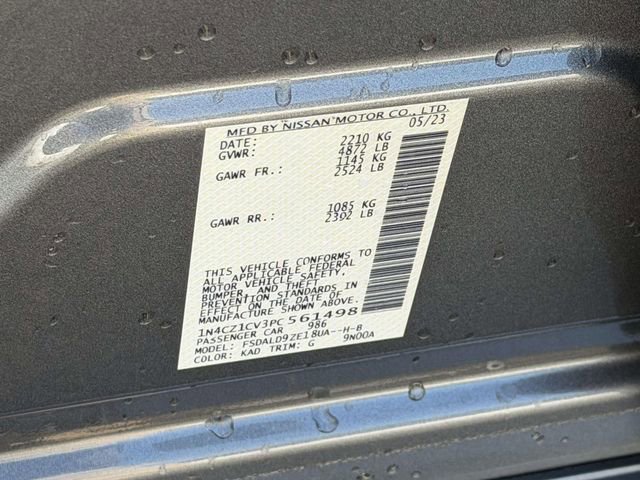 MFD BY NISSAN MOTOR CO., LTD.
DATE: 05/23
GVWR: 2210 KG
4872 LB
GAWR FR.: 1145 KG
2524 LB
GAWR RR.: 1085 KG
2392 LB
THIS VEHICLE CONFORMS TO
ALL APPLICABLE FEDERAL
MOTOR VEHICLE SAFETY,
BUMPER, AND THEFT
PREVENTION STANDARDS IN
EFFECT ON THE DATE OF
MANUFACTURE SHOWN ABOVE.
1N4CZ1CV3PC561498
PASSENGER CAR 986
MODEL: FSDALD9ZE18UA--H-B
COLOR: KAD TRIM: G 9N00A